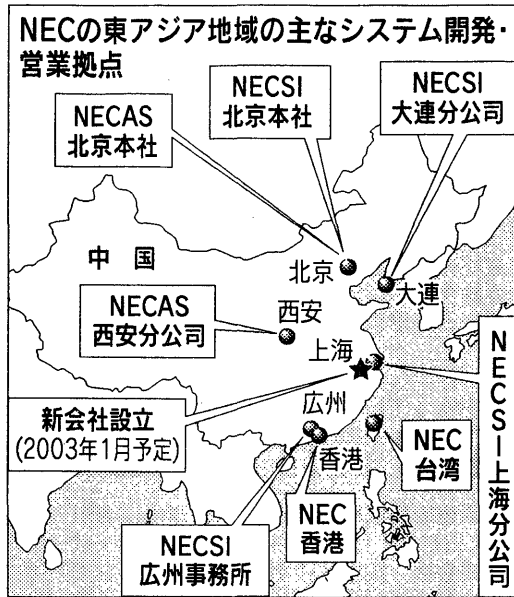 NECの東アジア地域の主なシステム開発・
営業拠点
NECAS
北京本社
NECSI
北京本社
NECSI
大連分公司
中国
北京
大連
NECAS
西安分公司
西安
上海
NECSI上海分公司
新会社設立
(2003年1月予定)
広州
香港
NEC
台湾
NEC
香港
NECSI
広州事務所